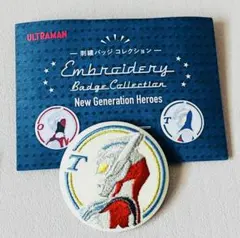 ULTRAMAN
刺繍バッジ コレクション
Embroidery
Badge Collection
New Generation Heroes
O
T
T